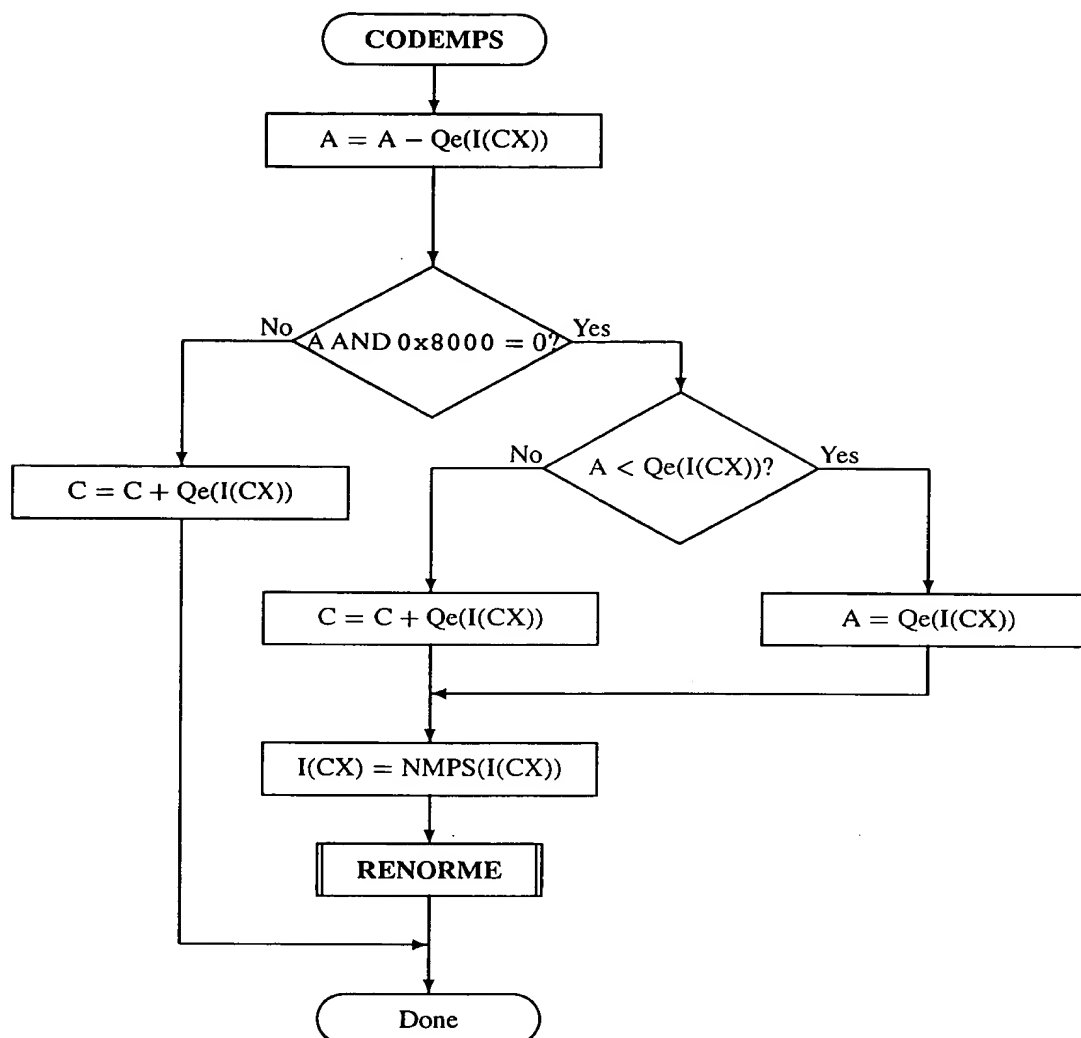 CODEMPS
A = A − Qe(I(CX))
No
A AND 0x8000 = 0?
Yes
No
A < Qe(I(CX))?
Yes
C = C + Qe(I(CX))
C = C + Qe(I(CX))
A = Qe(I(CX))
I(CX) = NMPS(I(CX))
RENORME
Done